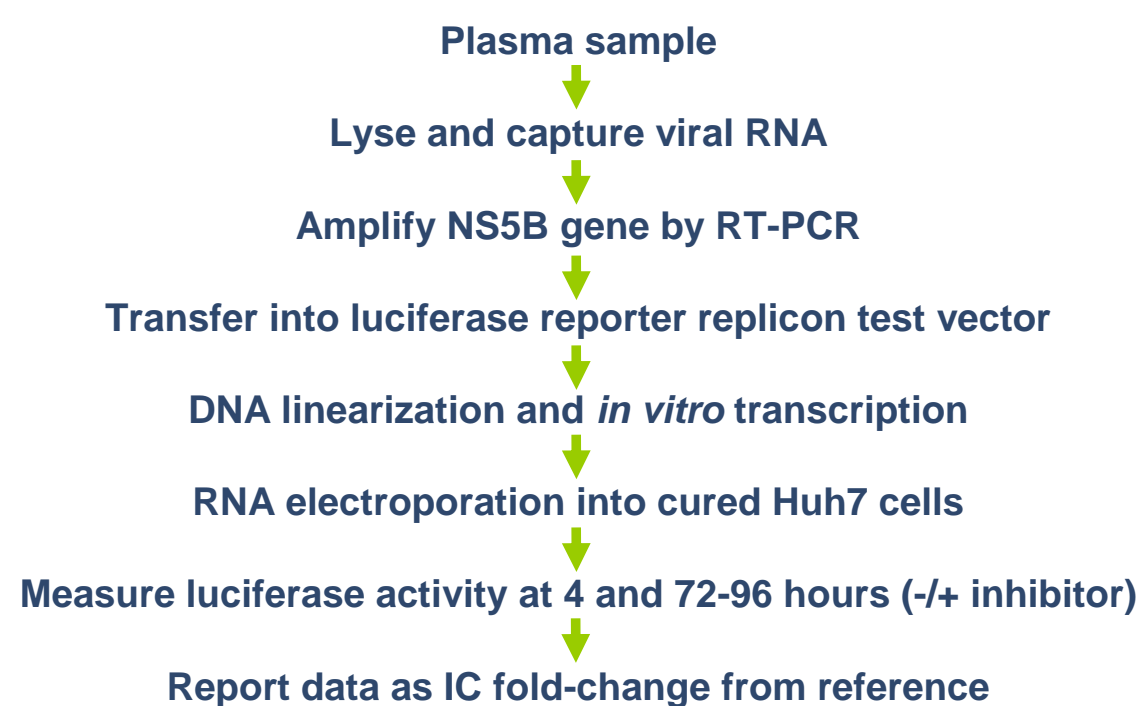 Plasma sample
Lyse and capture viral RNA
Amplify NS5B gene by RT-PCR
Transfer into luciferase reporter replicon test vector
DNA linearization and in vitro transcription
RNA electroporation into cured Huh7 cells
Measure luciferase activity at 4 and 72-96 hours (-/+ inhibitor)
Report data as IC fold-change from reference